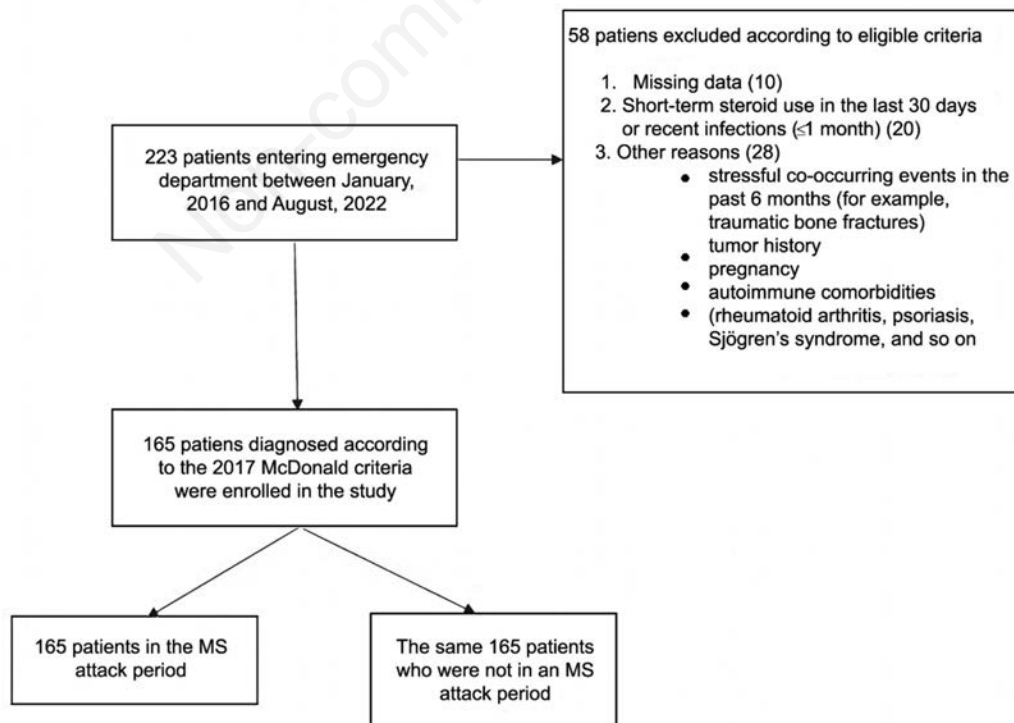 58 patiens excluded according to eligible criteria
1. Missing data (10)
2. Short-term steroid use in the last 30 days
or recent infections (≤1 month) (20)
3. Other reasons (28)
• stressful co-occurring events in the
past 6 months (for example,
traumatic bone fractures)
• tumor history
• pregnancy
• autoimmune comorbidities
• (rheumatoid arthritis, psoriasis,
Sjögren's syndrome, and so on
223 patients entering emergency
department between January,
2016 and August, 2022
165 patiens diagnosed according
to the 2017 McDonald criteria
were enrolled in the study
165 patients in the MS
attack period
The same 165 patients
who were not in an MS
attack period